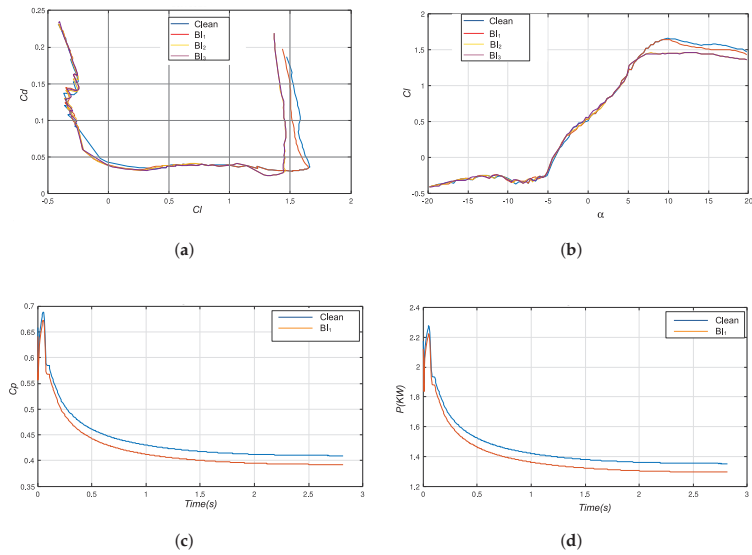 0.25
0.2
0.15
0.1
0.05
0
Cd
Clean
BI₁
BI₂
BI₃
-0.5
0
0.5
1
1.5
2
Cl
(a)
2
1.5
1
0.5
0
-0.5
Cl
Clean
BI₁
BI₂
BI₃
-20
-15
-10
-5
0
5
10
15
20
α
(b)
0.7
0.65
0.6
0.55
0.5
0.45
0.4
0.35
Cp
Clean
BI₁
0
0.5
1
1.5
2
2.5
3
Time(s)
(c)
2.4
2.2
2
1.8
1.6
1.4
1.2
P(KW)
Clean
BI₁
0.0
0.5
1
1.5
2
2.5
3
Time(s)
(d)